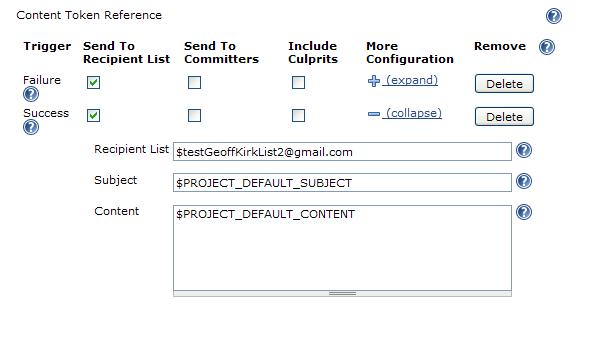 Content Token Reference
Trigger Send To Recipient List Send To Committers Include Culprits More Configuration Remove
Failure (expand) Delete
Success (collapse) Delete
Recipient List $testGeoffKirkList2@gmail.com
Subject $PROJECT_DEFAULT_SUBJECT
Content $PROJECT_DEFAULT_CONTENT